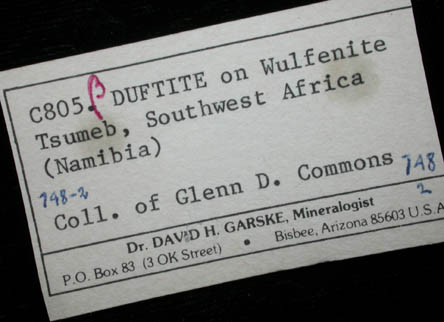 C805. β DUFTITE on Wulfenite
Tsumeb, Southwest Africa
(Namibia)
748-2
Coll. of Glenn D. Commons 748
2
Dr. DAVID H. GARSKE, Mineralogist
P.O. Box 83 (3 OK Street) • Bisbee, Arizona 85603 U.S.A